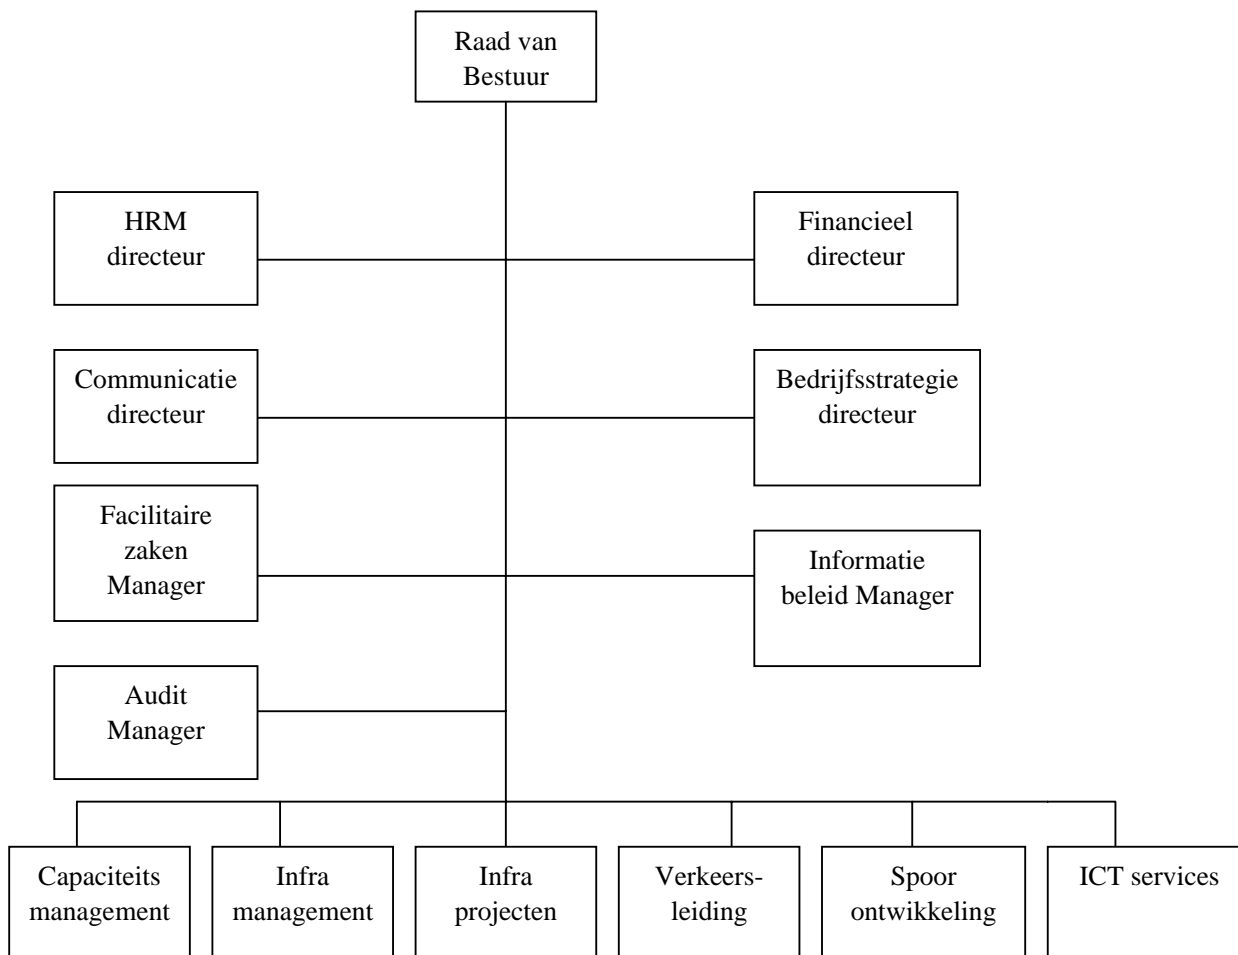 Raad van
Bestuur
HRM
directeur
Financieel
directeur
Communicatie
directeur
Bedrijfsstrategie
directeur
Facilitaire
zaken
Manager
Informatie
beleid Manager
Audit
Manager
Capaciteits
management
Infra
management
Infra
projecten
Verkeers-
leiding
Spoor
ontwikkeling
ICT services